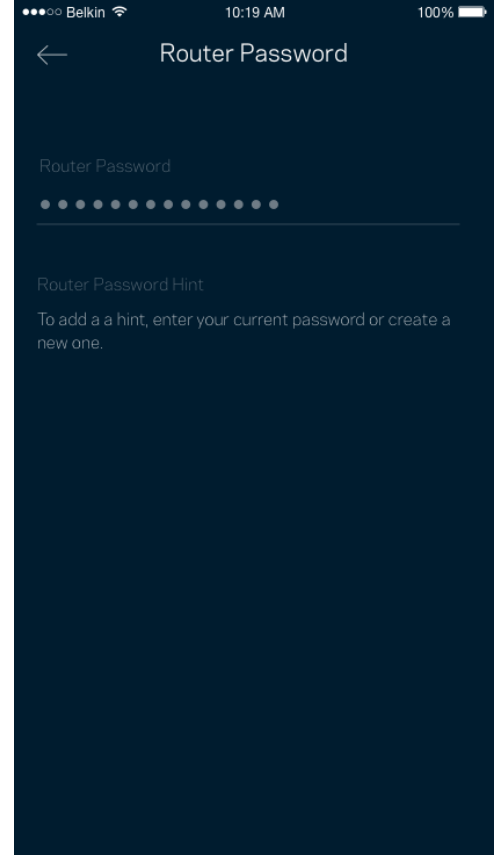 Belkin 10:19 AM 100%
Router Password
Router Password
●●●●●●●●●●●●●●
Router Password Hint
To add a a hint, enter your current password or create a
new one.